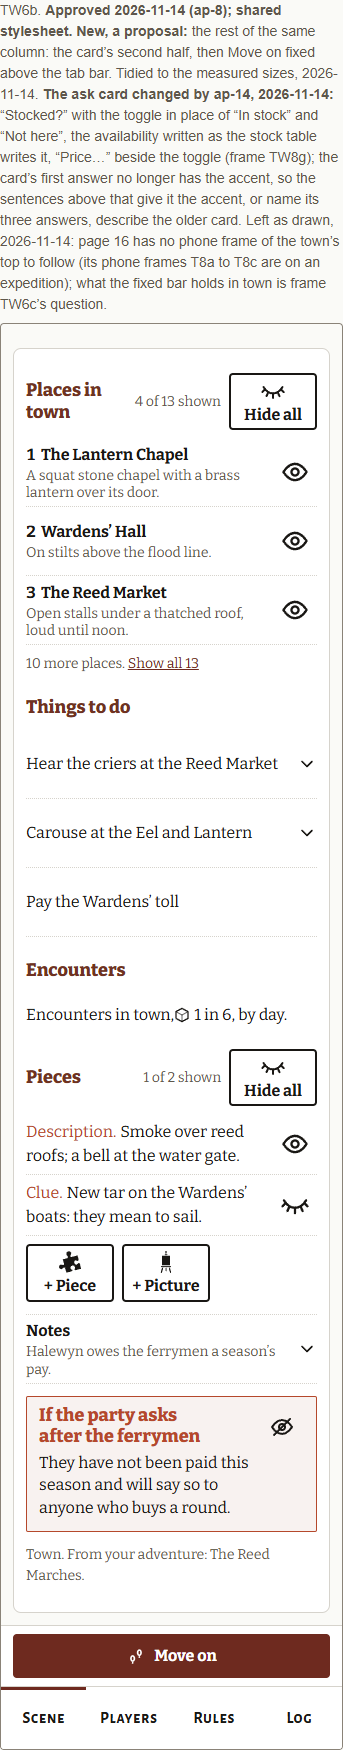 TW6b. Approved 2026-11-14 (ap-8); shared
stylesheet. New, a proposal: the rest of the same
column: the card’s second half, then Move on fixed
above the tab bar. Tidied to the measured sizes, 2026-
11-14. The ask card changed by ap-14, 2026-11-14:
“Stocked?” with the toggle in place of “In stock” and
“Not here”, the availability written as the stock table
writes it, “Price…” beside the toggle (frame TW8g); the
card’s first answer no longer has the accent, so the
sentences above that give it the accent, or name its
three answers, describe the older card. Left as drawn,
2026-11-14: page 16 has no phone frame of the town’s
top to follow (its phone frames T8a to T8c are on an
expedition); what the fixed bar holds in town is frame
TW6c’s question.
Places in
town
4 of 13 shown
Hide all
1 The Lantern Chapel
A squat stone chapel with a brass
lantern over its door.
2 Wardens’ Hall
On stilts above the flood line.
3 The Reed Market
Open stalls under a thatched roof,
loud until noon.
10 more places. Show all 13
Things to do
Hear the criers at the Reed Market
Carouse at the Eel and Lantern
Pay the Wardens’ toll
Encounters
Encounters in town, 1 in 6, by day.
Pieces
1 of 2 shown
Hide all
Description. Smoke over reed
roofs; a bell at the water gate.
Clue. New tar on the Wardens’
boats: they mean to sail.
+ Piece
+ Picture
Notes
Halewyn owes the ferrymen a season’s
pay.
If the party asks
after the ferrymen
They have not been paid this
season and will say so to
anyone who buys a round.
Town. From your adventure: The Reed
Marches.
Move on
SCENE PLAYERS RULES LOG